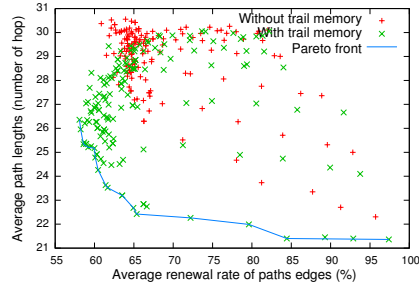 Without trail memory
With trail memory
Pareto front
Average path lengths (number of hop)
31
30
29
28
27
26
25
24
23
22
21
55 60 65 70 75 80 85 90 95 100
Average renewal rate of paths edges (%)